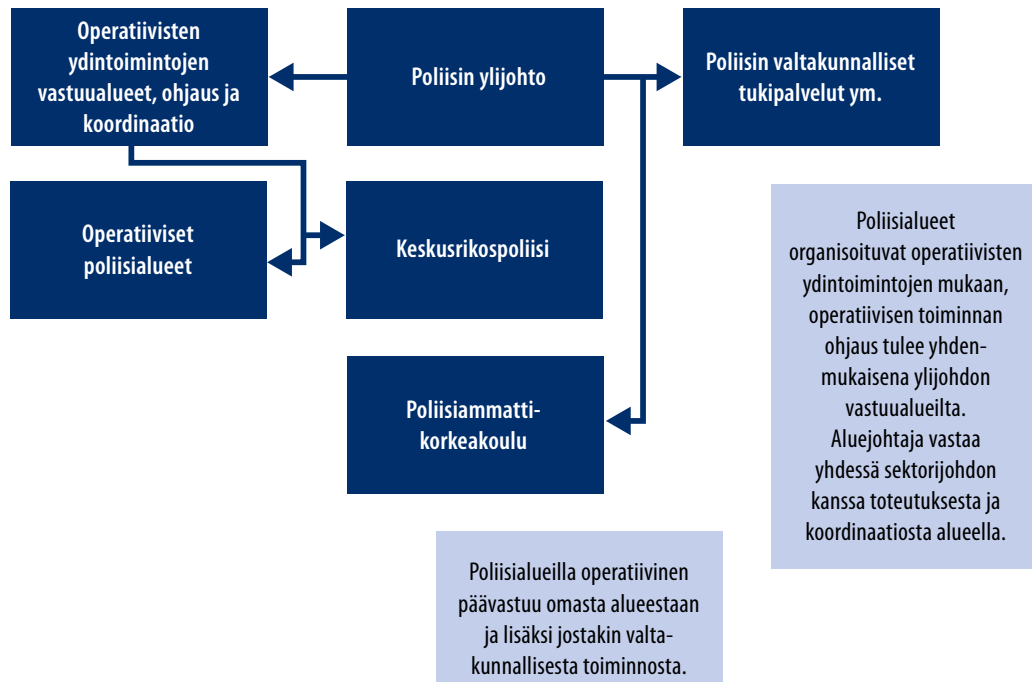 Operatiivisten
ydintoimintojen
vastuualueet, ohjaus ja
koordinaatio
Poliisin ylijohto
Poliisin valtakunnalliset
tukipalvelut ym.
Operatiiviset
poliisialueet
Keskusrikospoliisi
Poliisiammatti-
korkeakoulu
Poliisialueet
organisoituvat operatiivisten
ydintoimintojen mukaan,
operatiivisen toiminnan
ohjaus tulee yhden-
mukaisena ylijohdon
vastuualueilta.
Aluejohtaja vastaa
yhdessä sektorijohdon
kanssa toteutuksesta ja
koordinaatiosta alueella.
Poliisialueilla operatiivinen
päävastuu omasta alueestaan
ja lisäksi jostakin valta-
kunnallisesta toiminnosta.